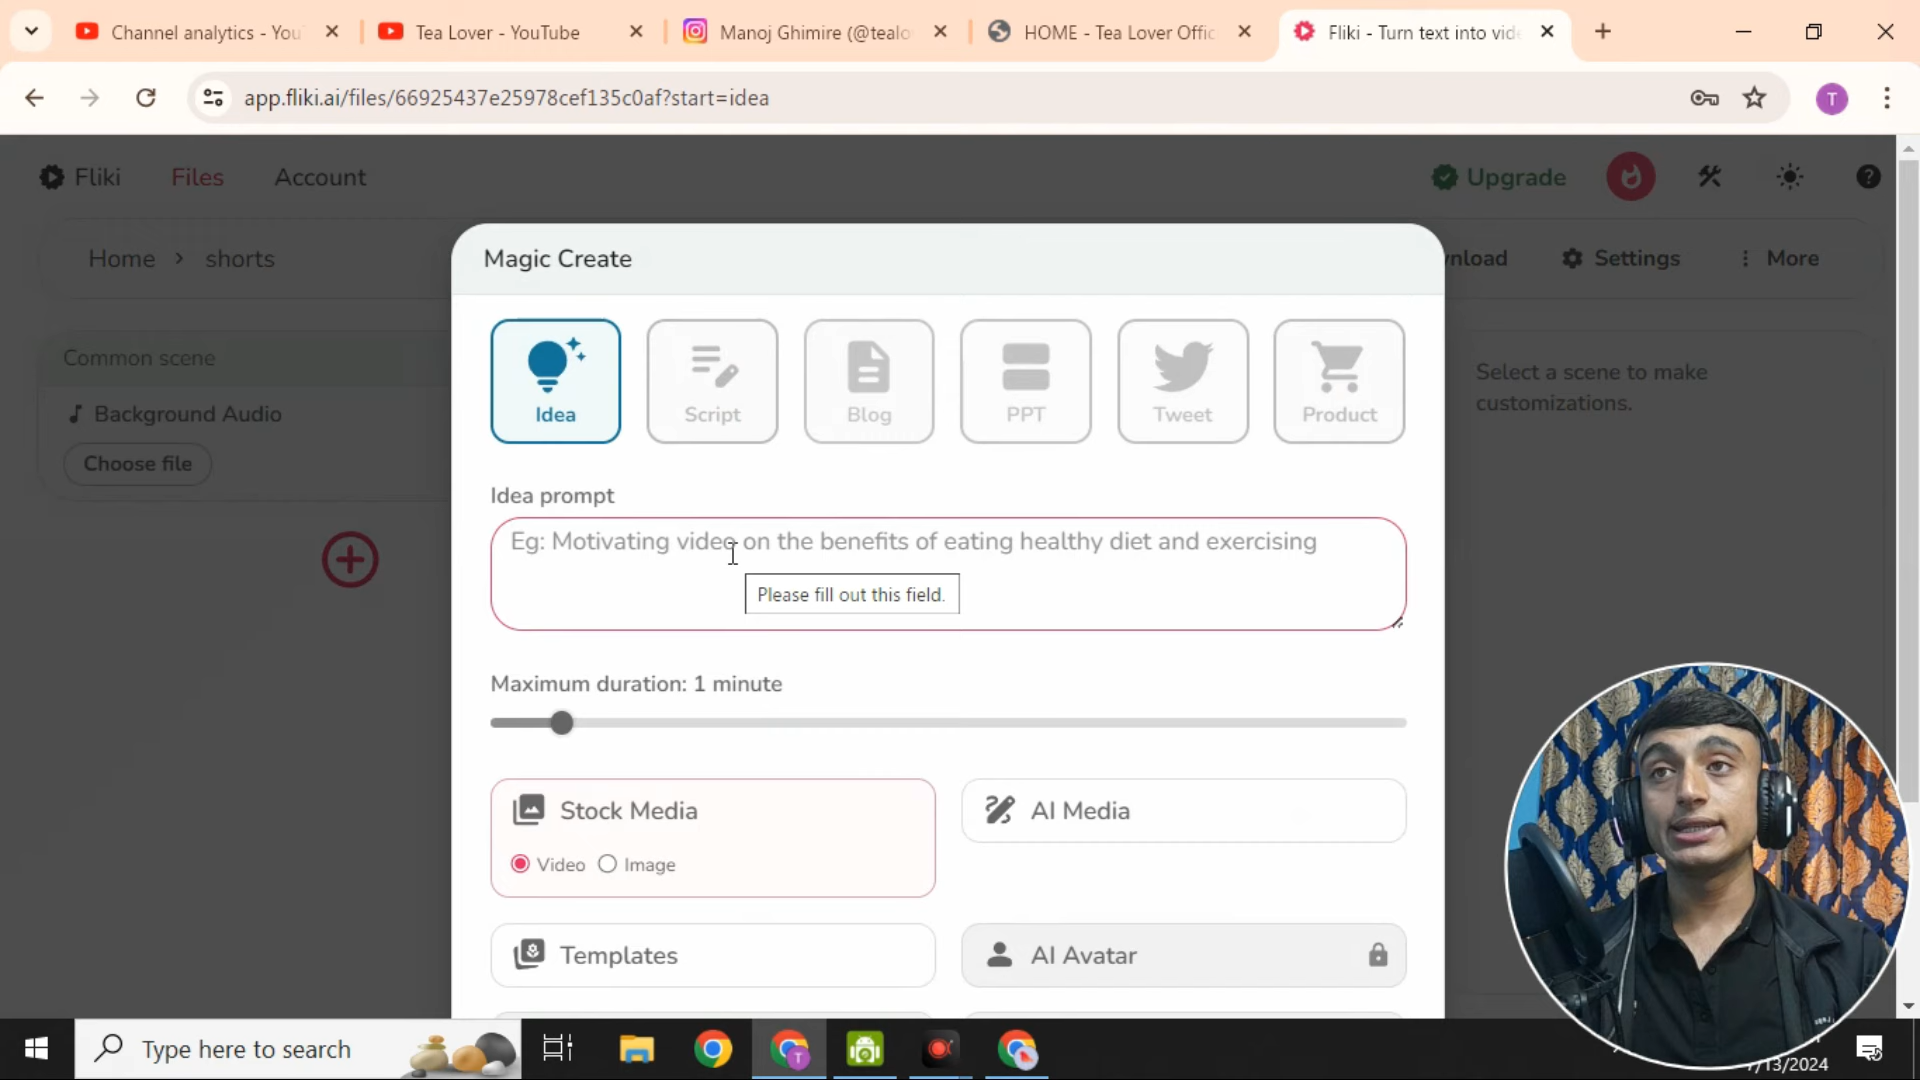 Channel analytics - You
Tea Lover - YouTube
Manoj Ghimire (@tealo
HOME - Tea Lover Offic
Fliki - Turn text into vide
app.fliki.ai/files/66925437e25978cef135c0af?start=idea
T
Fliki
Files
Account
Upgrade
Home > shorts
Magic Create
nload
Settings
More
Common scene
Background Audio
Choose file
Idea
Script
Blog
PPT
Tweet
Product
Select a scene to make
customizations.
Idea prompt
Eg: Motivating video on the benefits of eating healthy diet and exercising
Please fill out this field.
Maximum duration: 1 minute
Stock Media
AI Media
Video
Image
Templates
AI Avatar
Type here to search
7/13/2024